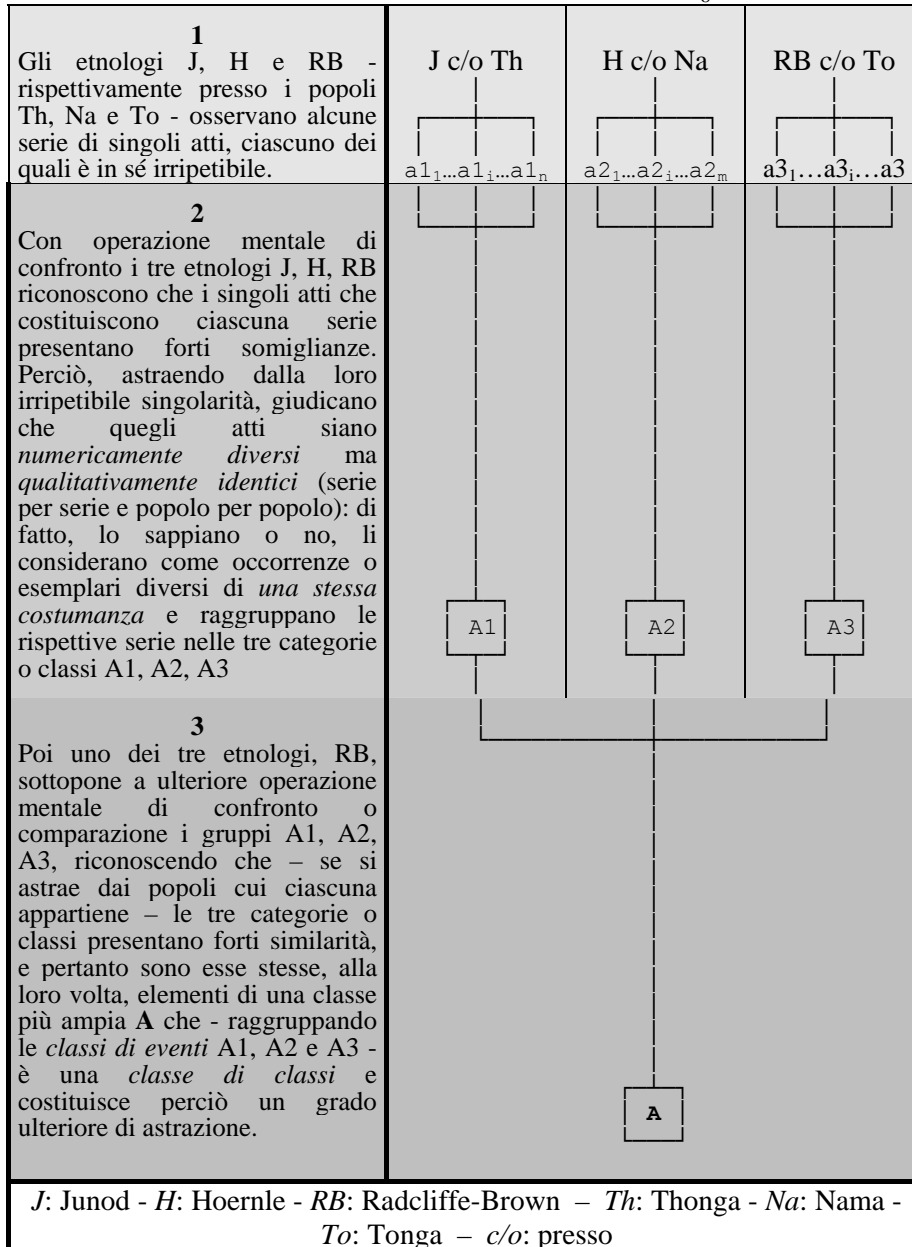 1
Gli etnologi J, H e RB -
rispettivamente presso i popoli
Th, Na e To - osservano alcune
serie di singoli atti, ciascuno dei
quali è in sé irripetibile.
J c/o Th
H c/o Na
RB c/o To
a1₁…a1ᵢ…a1ₙ
a2₁…a2ᵢ…a2ₘ
a3₁…a3ᵢ…a3
2
Con operazione mentale di
confronto i tre etnologi J, H, RB
riconoscono che i singoli atti che
costituiscono ciascuna serie
presentano forti somiglianze.
Perciò, astraendo dalla loro
irripetibile singolarità, giudicano
che quegli atti siano
numericamente diversi ma
qualitativamente identici (serie
per serie e popolo per popolo): di
fatto, lo sappiano o no, li
considerano come occorrenze o
esemplari diversi di una stessa
costumanza e raggruppano le
rispettive serie nelle tre categorie
o classi A1, A2, A3
A1
A2
A3
3
Poi uno dei tre etnologi, RB,
sottopone a ulteriore operazione
mentale di confronto o
comparazione i gruppi A1, A2,
A3, riconoscendo che – se si
astrae dai popoli cui ciascuna
appartiene – le tre categorie o
classi presentano forti similarità,
e pertanto sono esse stesse, alla
loro volta, elementi di una classe
più ampia A che - raggruppando
le classi di eventi A1, A2 e A3 -
è una classe di classi e
costituisce perciò un grado
ulteriore di astrazione.
A
J: Junod - H: Hoernle - RB: Radcliffe-Brown – Th: Thonga - Na: Nama -
To: Tonga – c/o: presso